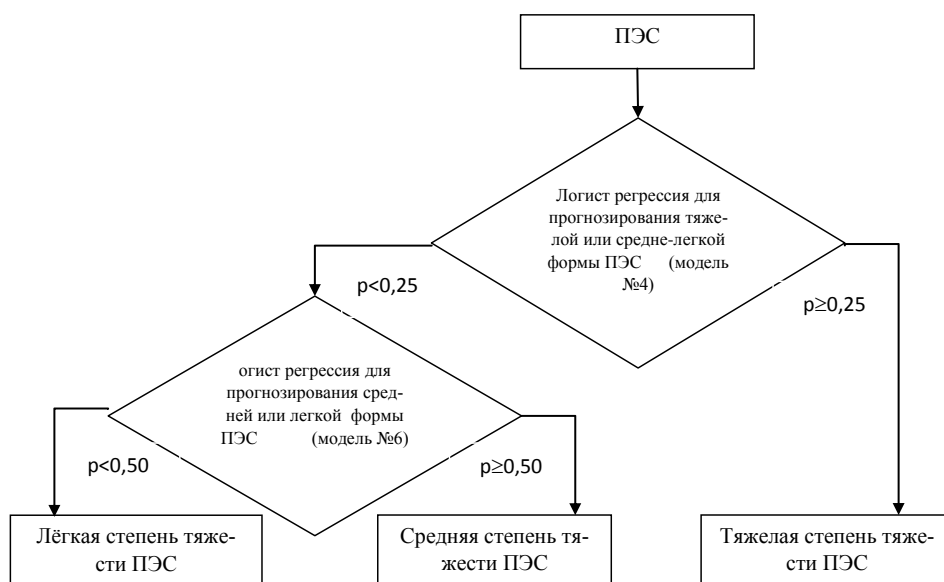 ПЭС
Логист регрессия для
прогнозирования тяже-
лой или средне-легкой
формы ПЭС (модель
№4)
p<0,25
p≥0,25
огист регрессия для
прогнозирования сред-
ней или легкой формы
ПЭС (модель №6)
p<0,50
p≥0,50
Лёгкая степень тяже-
сти ПЭС
Средняя степень тя-
жести ПЭС
Тяжелая степень тяже-
сти ПЭС